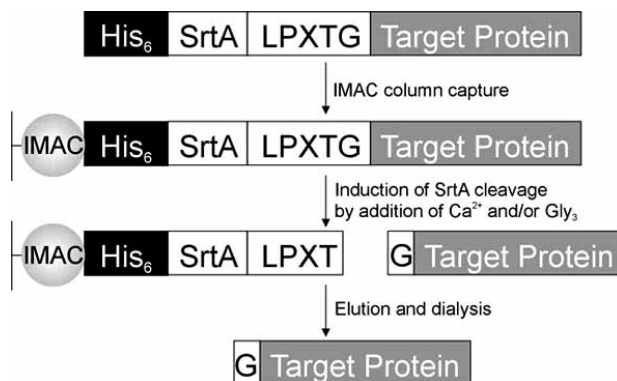 His₆ SrtA LPXTG Target Protein
IMAC column capture
IMAC His₆ SrtA LPXTG Target Protein
Induction of SrtA cleavage
by addition of Ca²⁺ and/or Gly₃
IMAC His₆ SrtA LPXT G Target Protein
Elution and dialysis
G Target Protein